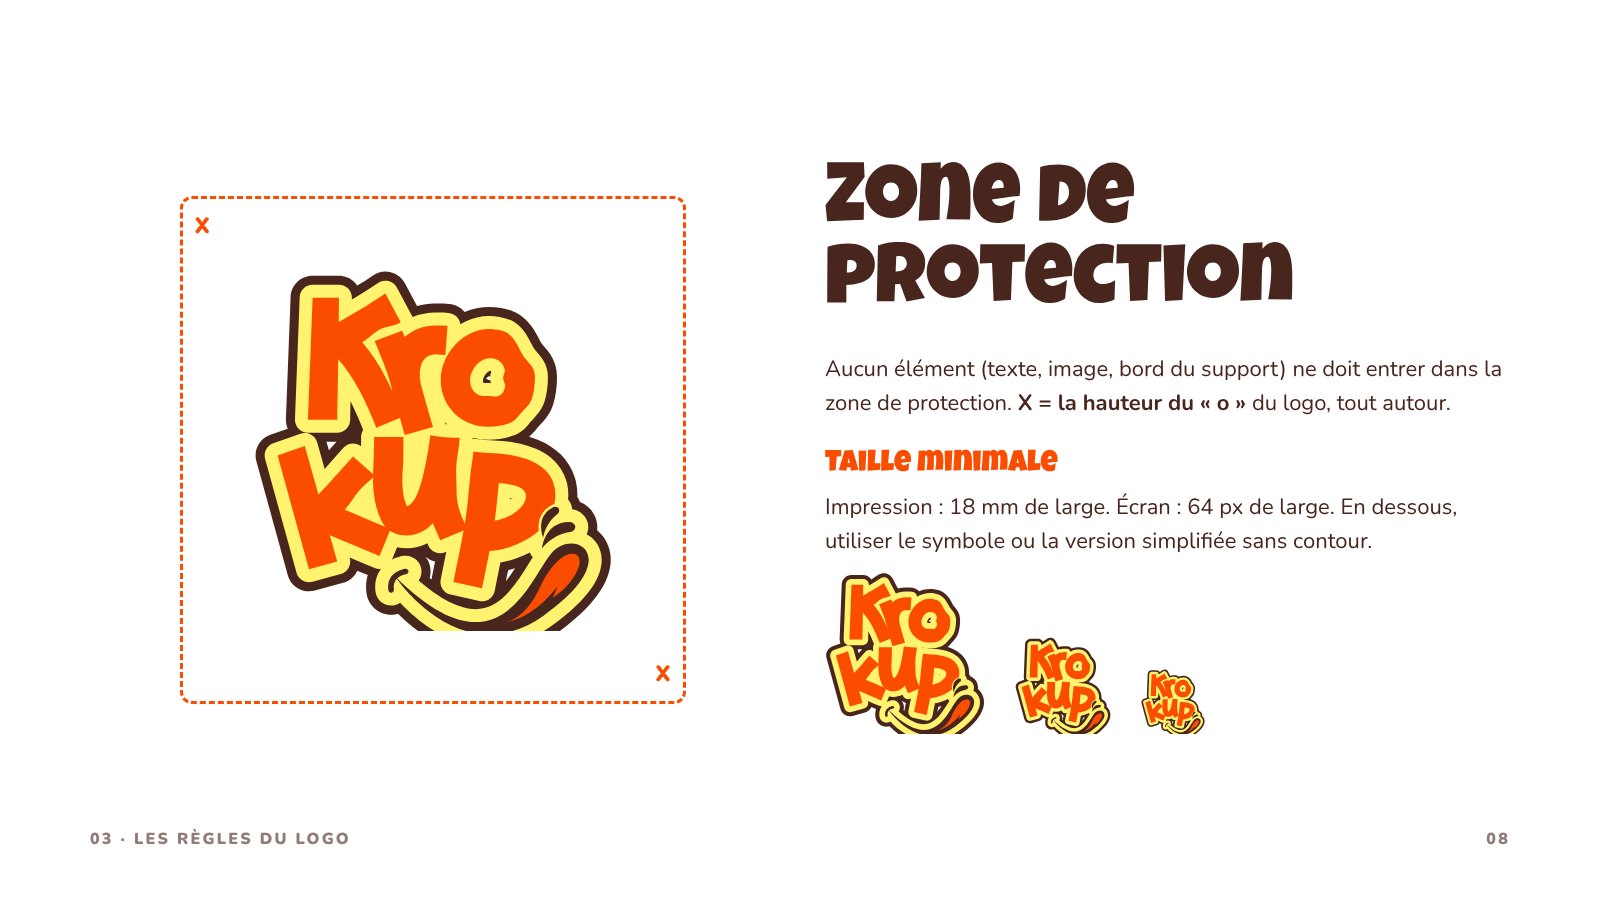 x
Kro
kup
x
Zone de
protection
Aucun élément (texte, image, bord du support) ne doit entrer dans la
zone de protection. X = la hauteur du « o » du logo, tout autour.
Taille minimale
Impression : 18 mm de large. Écran : 64 px de large. En dessous,
utiliser le symbole ou la version simplifiée sans contour.
Kro
kup
Kro
kup
Kro
kup
03 · LES RÈGLES DU LOGO
08